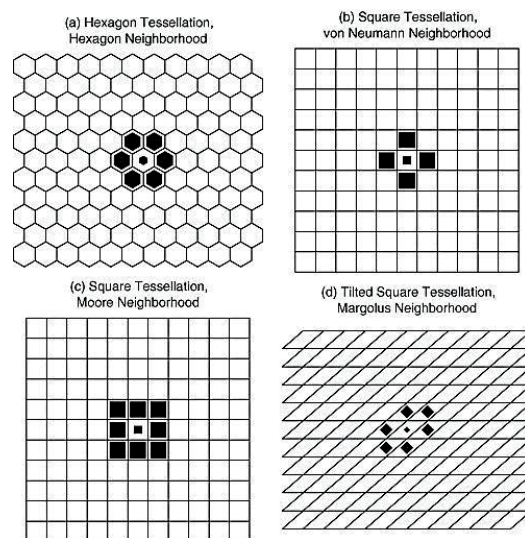 (a) Hexagon Tessellation,
Hexagon Neighborhood
(b) Square Tessellation,
von Neumann Neighborhood
(c) Square Tessellation,
Moore Neighborhood
(d) Tilted Square Tessellation,
Margolus Neighborhood